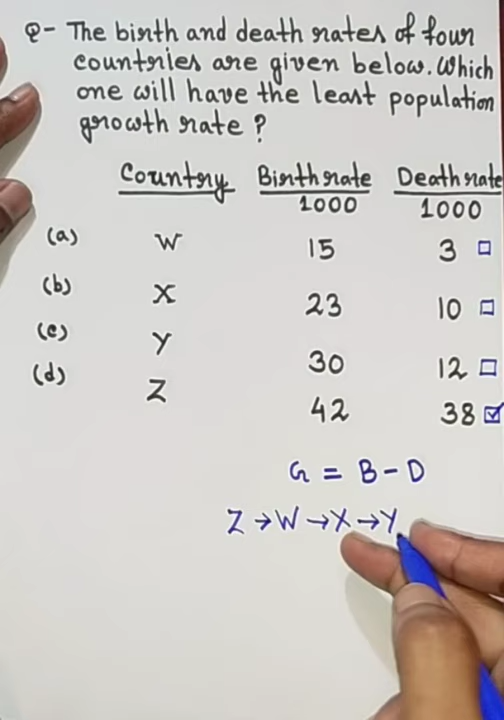 Q- The birth and death rates of four
countries are given below. Which
one will have the least population
growth rate ?
Country Birth rate/1000 Death rate/1000
(a) W 15 3
(b) X 23 10
(c) Y 30 12
(d) Z 42 38
G = B - D
Z → W → X → Y